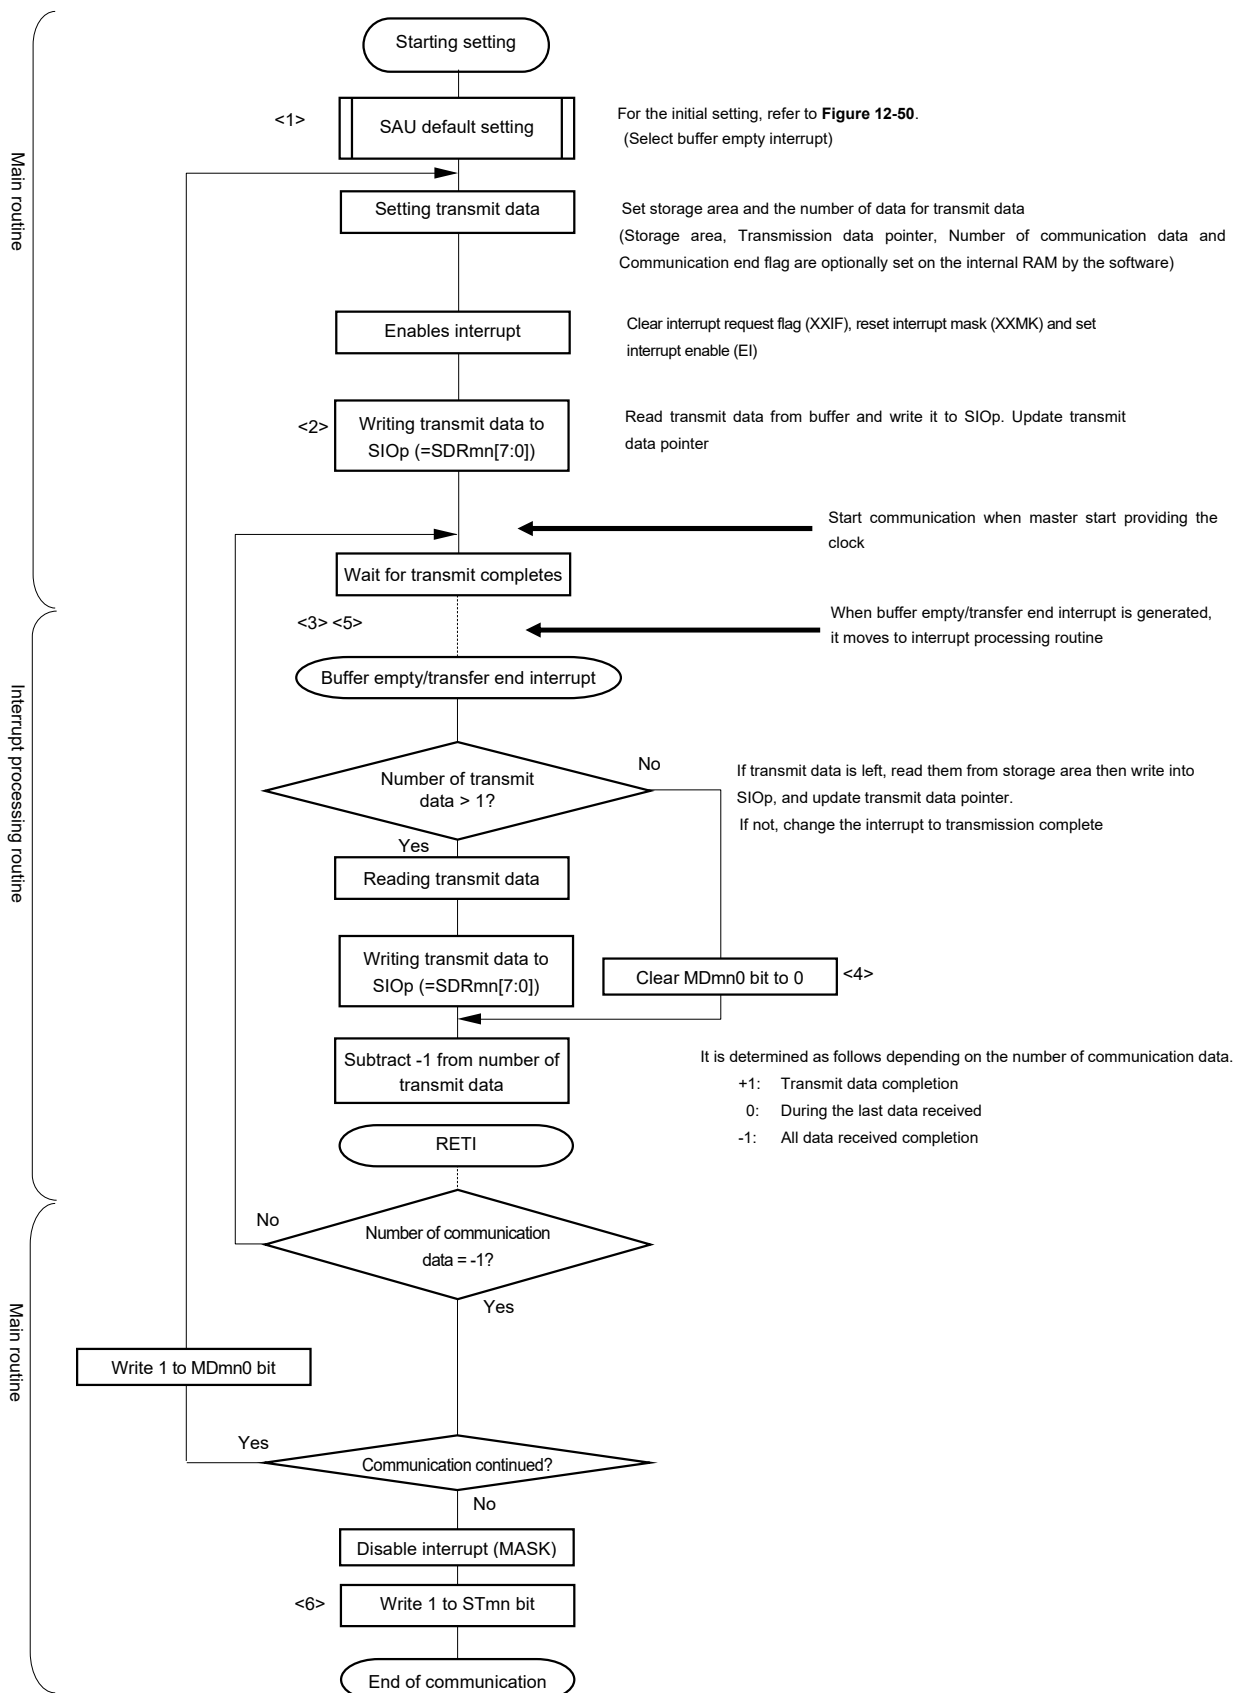 Starting setting
<1>
SAU default setting
For the initial setting, refer to Figure 12-50.
(Select buffer empty interrupt)
Main routine
Setting transmit data
Set storage area and the number of data for transmit data
(Storage area, Transmission data pointer, Number of communication data and
Communication end flag are optionally set on the internal RAM by the software)
Enables interrupt
Clear interrupt request flag (XXIF), reset interrupt mask (XXMK) and set
interrupt enable (EI)
<2>
Writing transmit data to
SIOp (=SDRmn[7:0])
Read transmit data from buffer and write it to SIOp. Update transmit
data pointer
Start communication when master start providing the
clock
Wait for transmit completes
<3> <5>
When buffer empty/transfer end interrupt is generated,
it moves to interrupt processing routine
Interrupt processing routine
Buffer empty/transfer end interrupt
Number of transmit
data > 1?
No
Yes
If transmit data is left, read them from storage area then write into
SIOp, and update transmit data pointer.
If not, change the interrupt to transmission complete
Reading transmit data
Writing transmit data to
SIOp (=SDRmn[7:0])
Clear MDmn0 bit to 0
<4>
Subtract -1 from number of
transmit data
It is determined as follows depending on the number of communication data.
+1: Transmit data completion
0: During the last data received
-1: All data received completion
RETI
Main routine
No
Number of communication
data = -1?
Yes
Write 1 to MDmn0 bit
Yes
Communication continued?
No
Disable interrupt (MASK)
<6>
Write 1 to STmn bit
End of communication